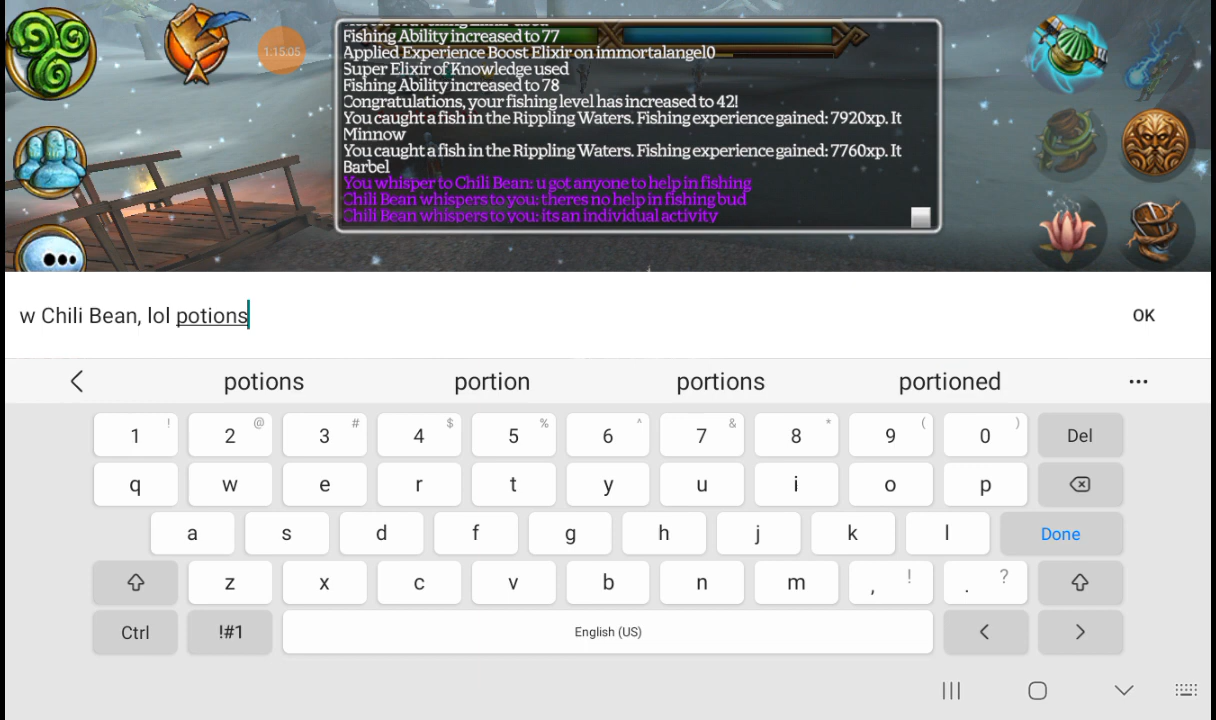 1.15.05
Fishing Ability increased to 77
Applied Experience Boost Elixir on immortalangel0
Super Elixir of Knowledge used
Fishing Ability increased to 78
Congratulations, your fishing level has increased to 42!
You caught a fish in the Rippling Waters. Fishing experience gained: 7920xp. It
Minnow
You caught a fish in the Rippling Waters. Fishing experience gained: 7760xp. It
Barbel
You whisper to Chili Bean: u got anyone to help in fishing
Chili Bean whispers to you: theres no help in fishing bud
Chili Bean whispers to you: its an individual activity
w Chili Bean, lol potions OK
potions portion portions portioned
1 ! 2 @ 3 # 4 $ 5 % 6 ^ 7 & 8 * 9 ( 0 ) Del
q w e r t y u i o p
a s d f g h j k l Done
z x c v b n m , ! . ?
Ctrl !#1 English (US) < >